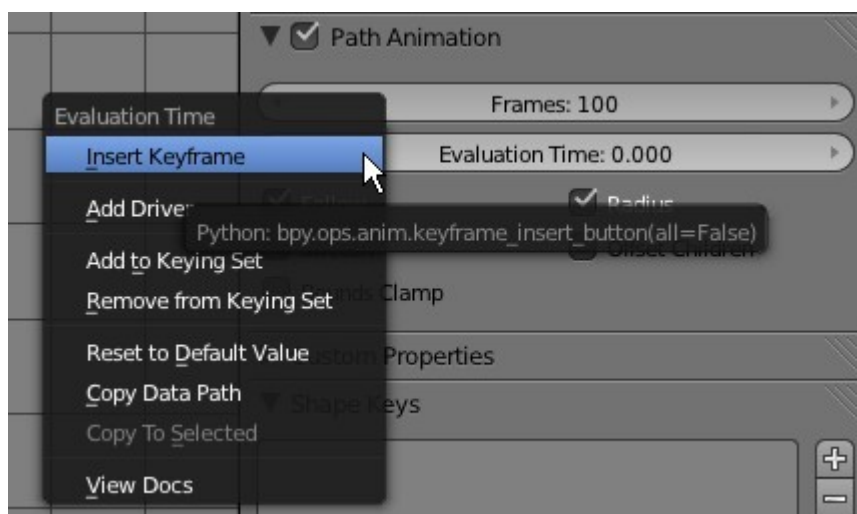 Path Animation
Frames: 100
Evaluation Time: 0.000
Evaluation Time
Insert Keyframe
Add Driver
Radius
Python: bpy.ops.anim.keyframe_insert_button(all=False)
Offset Children
Add to Keying Set
Remove from Keying Set
Clamp
Reset to Default Value
Properties
Copy Data Path
Shape Keys
Copy To Selected
View Docs